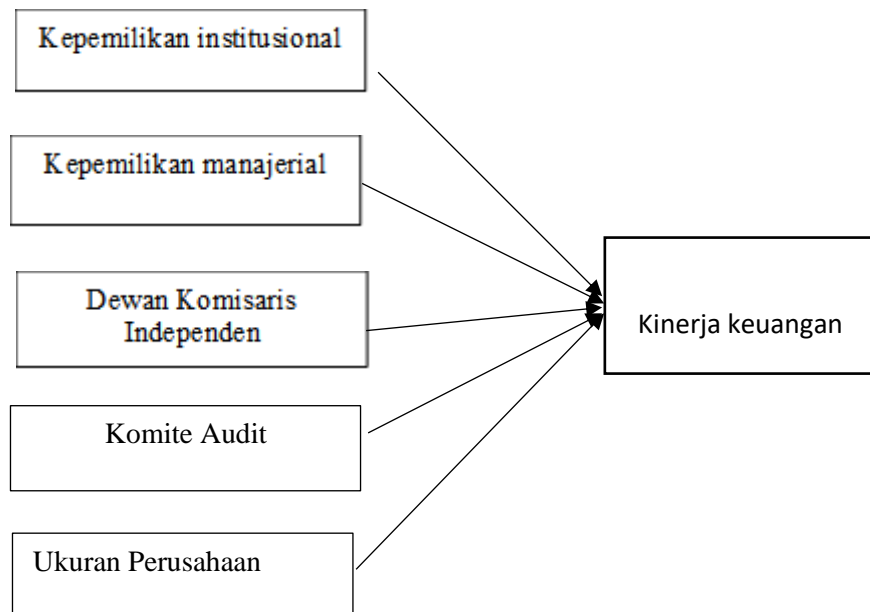 Kepemilikan institusional
Kepemilikan manajerial
Dewan Komisaris
Independen
Komite Audit
Ukuran Perusahaan
Kinerja keuangan